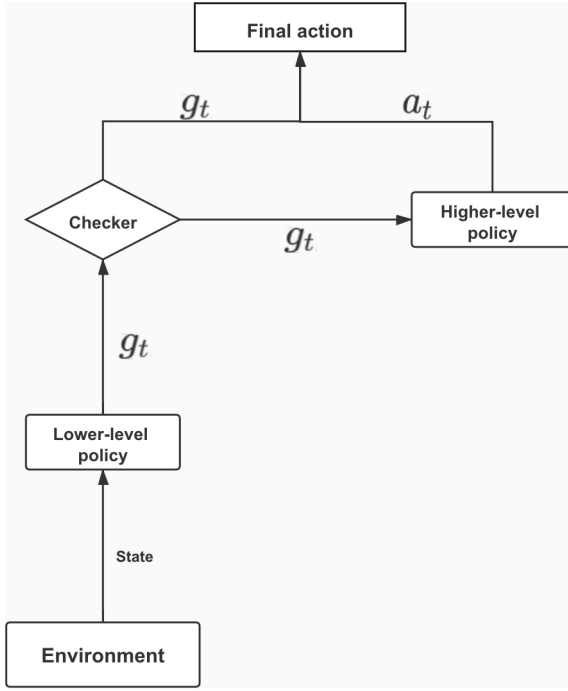 Final action
g_t
a_t
Checker
g_t
Higher-level
policy
g_t
Lower-level
policy
State
Environment